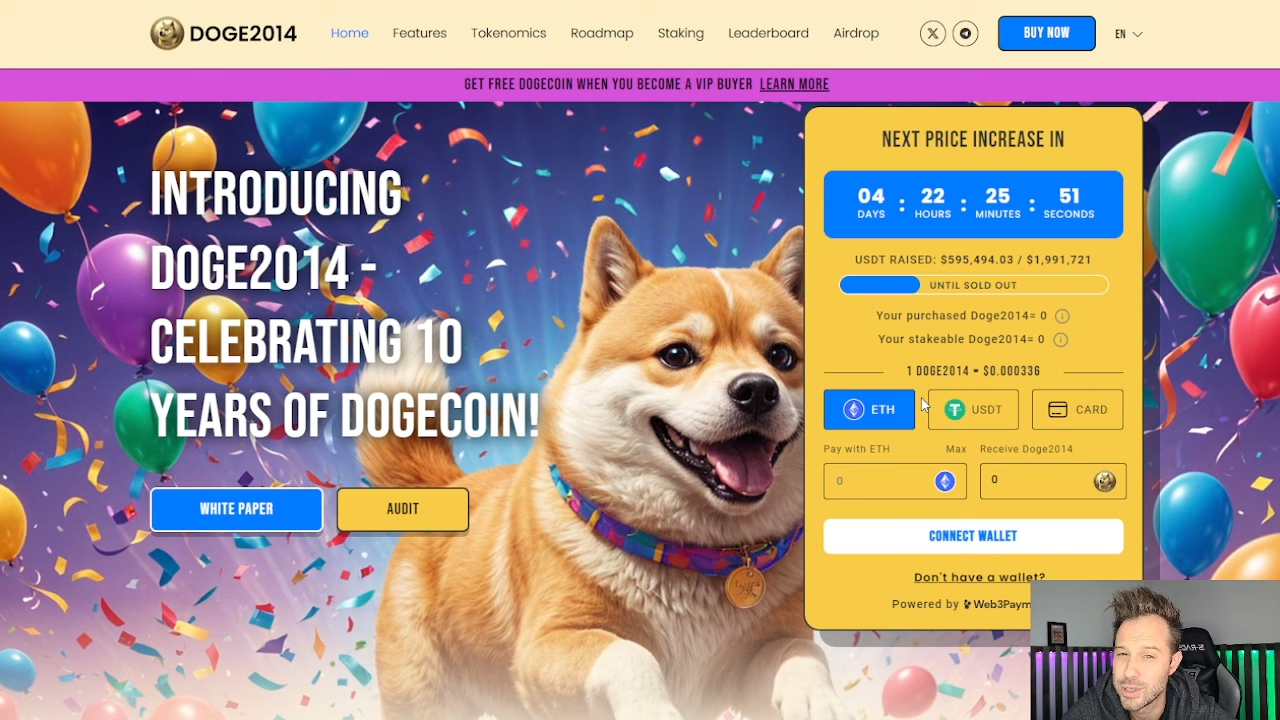 DOGE2014
Home
Features
Tokenomics
Roadmap
Staking
Leaderboard
Airdrop
BUY NOW
EN
GET FREE DOGECOIN WHEN YOU BECOME A VIP BUYER LEARN MORE
INTRODUCING
DOGE2014 -
CELEBRATING 10
YEARS OF DOGECOIN!
WHITE PAPER
AUDIT
NEXT PRICE INCREASE IN
04 : 22 : 25 : 51
DAYS HOURS MINUTES SECONDS
USDT RAISED: $595,494.03 / $1,991,721
UNTIL SOLD OUT
Your purchased Doge2014= 0
Your stakeable Doge2014= 0
1 DOGE2014 = $0.000336
ETH
USDT
CARD
Pay with ETH Max Receive Doge2014
0
0
CONNECT WALLET
Don't have a wallet?
Powered by Web3Paym